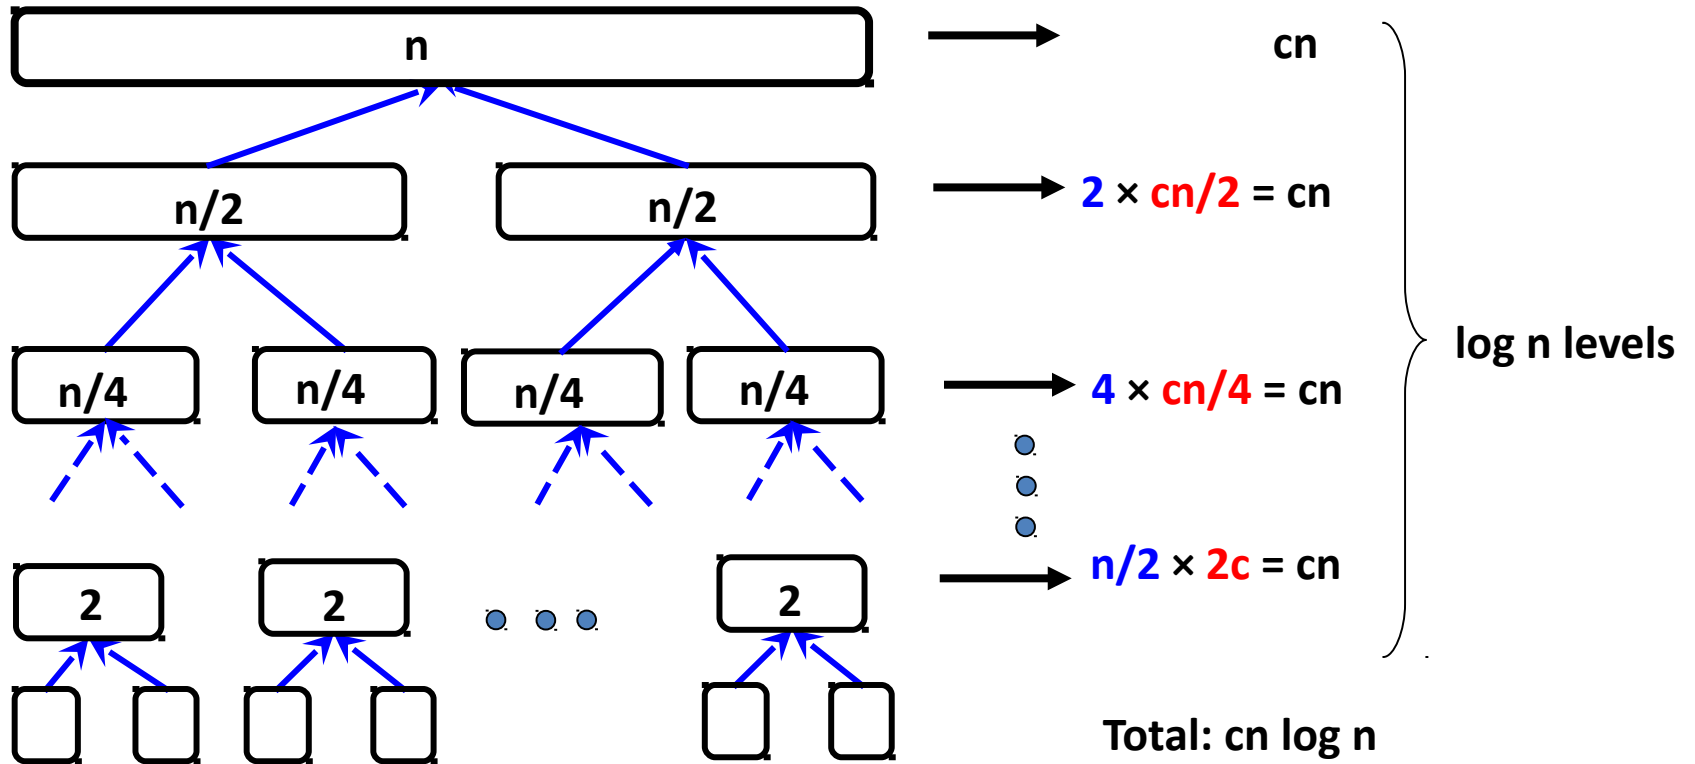 n cn
n/2 n/2 2 × cn/2 = cn
log n levels
n/4 n/4 n/4 n/4 4 × cn/4 = cn
2 2 2 n/2 × 2c = cn
Total: cn log n